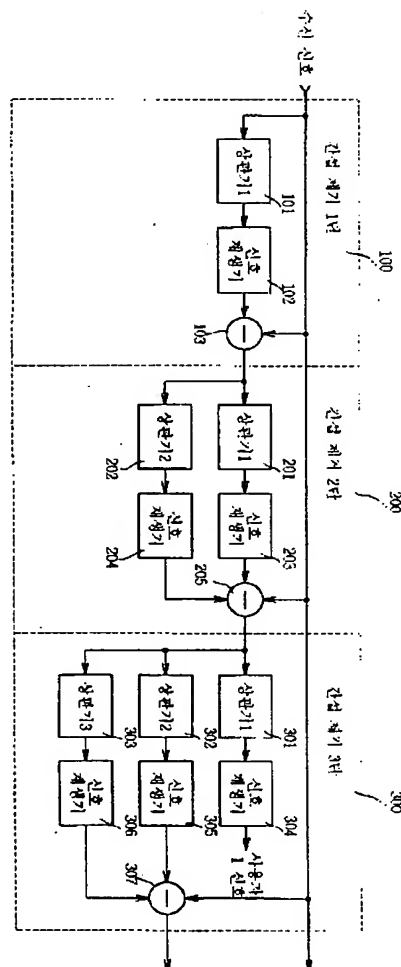 수신 신호
간섭 제거 1단
100
상관기1
101
신호
재생기
102
103
간섭 제거 2단
200
상관기1
201
신호
재생기
203
상관기2
202
신호
재생기
204
205
간섭 제거 3단
300
상관기1
301
신호
재생기
304
사용자
1 신호
상관기2
302
신호
재생기
305
상관기3
303
신호
재생기
306
307